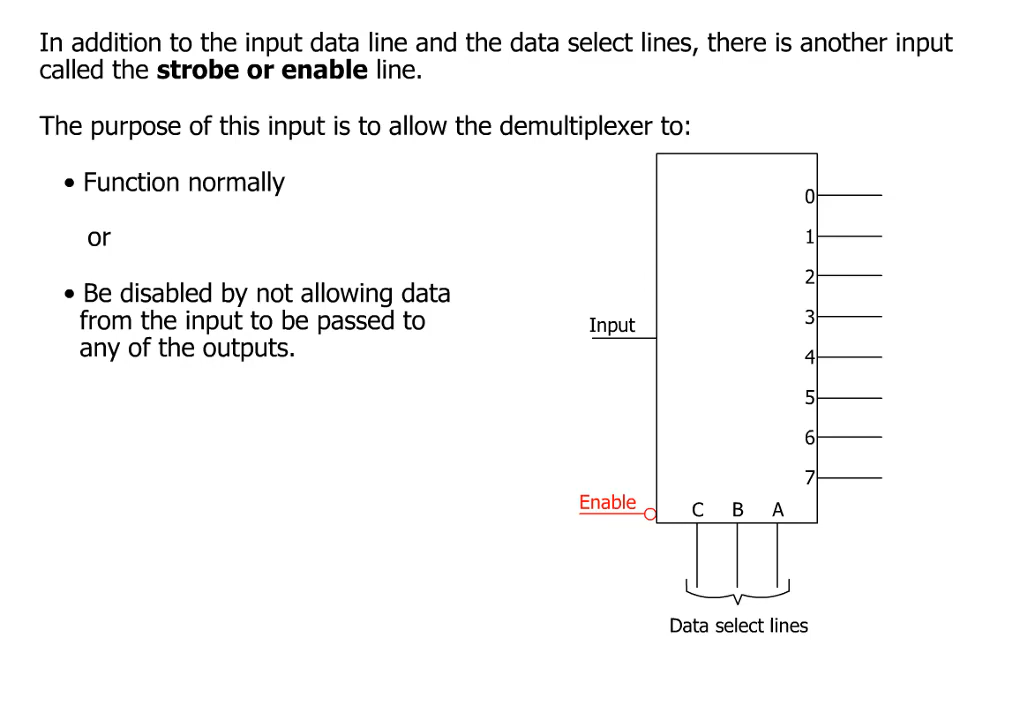 In addition to the input data line and the data select lines, there is another input
called the strobe or enable line.
The purpose of this input is to allow the demultiplexer to:
• Function normally
or
• Be disabled by not allowing data
from the input to be passed to
any of the outputs.
Input
Enable
0
1
2
3
4
5
6
7
C B A
Data select lines